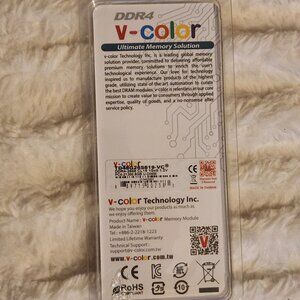 DDR4
v-color
Ultimate Memory Solution
v-color Technology Inc. is a leading global memory
solution provider, committed to delivering affordable
premium memory, solutions to enrich the user's
technological experience. Our love for technology
inspired us to manufacture products of the highest
grade, utilizing state of the art automation to cull
the best DRAM modules. v-color is relentless in our core
mission to create value to consumers through applied
expertise, quality of goods, and a no-nonsense after
service policy.
v-color
v-color Technology Inc.
We hope you enjoy our products as much as
we enjoy offering them.
Product Name : v-color Memory Module
Made in Taiwan
Tel : +886-2-2218-1223
Limited Lifetime Warranty
Technical Support :
support@v-color.com.tw
www.v-color.com.tw
RoHS